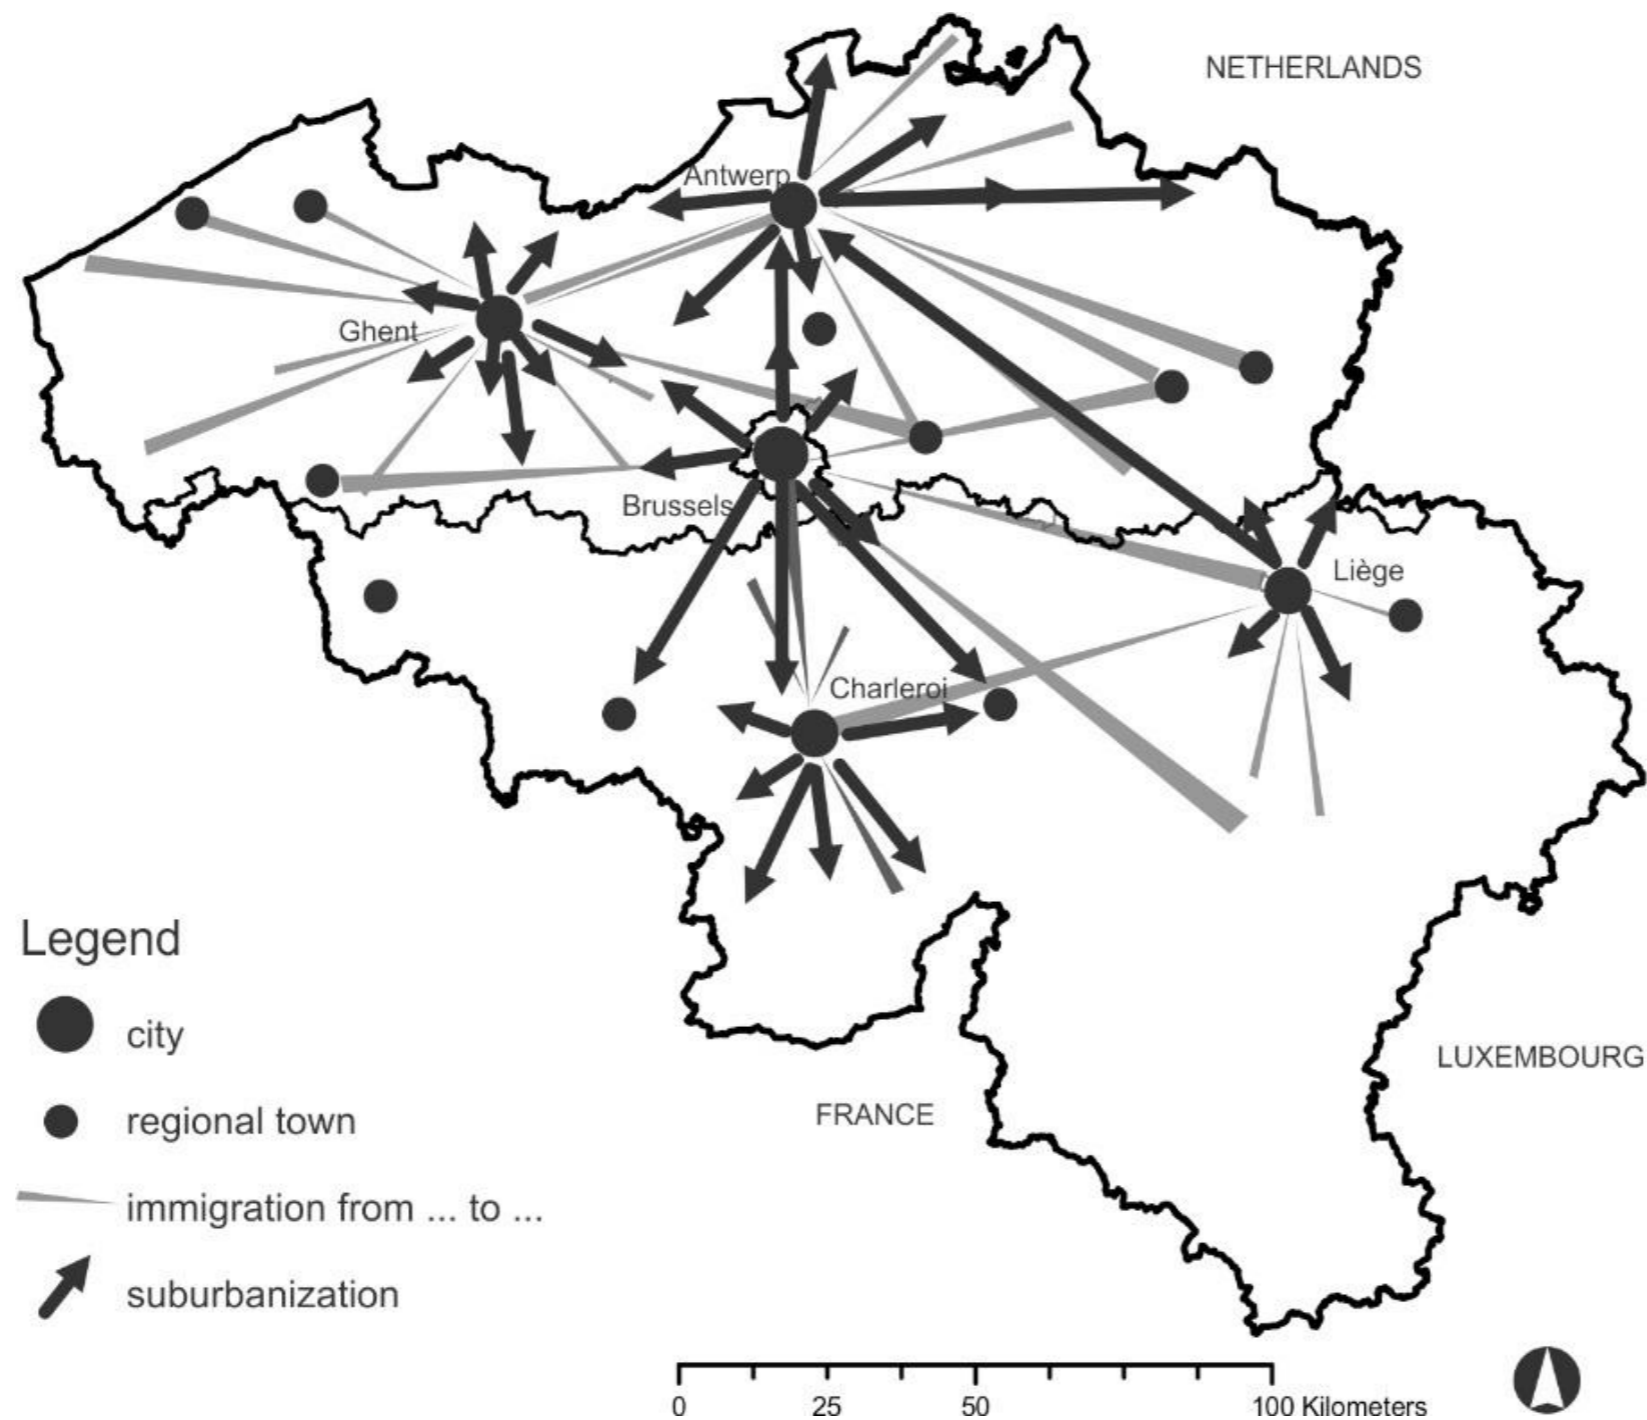 NETHERLANDS
Antwerp
Ghent
Brussels
Liège
Charleroi
Legend
city
regional town
immigration from ... to ...
suburbanization
FRANCE
LUXEMBOURG
0 25 50 100 Kilometers